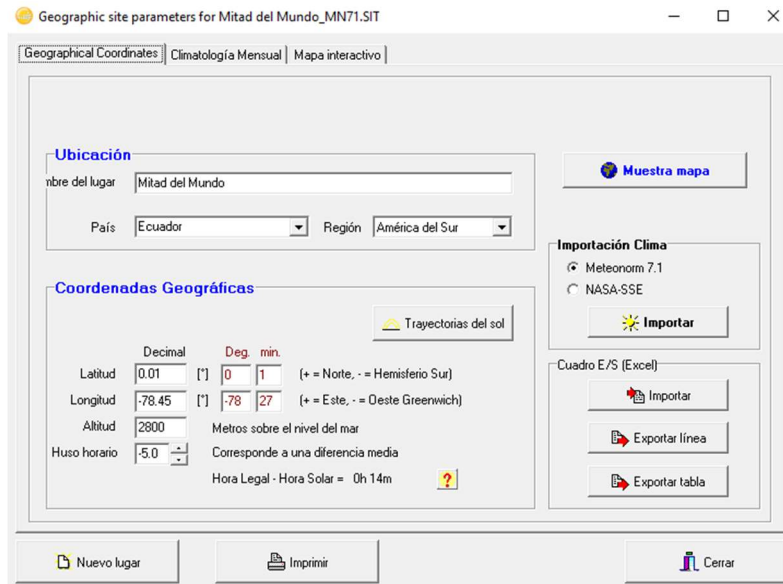 Geographic site parameters for Mitad del Mundo_MN71.SIT
Geographical Coordinates Climatología Mensual Mapa interactivo
Ubicación
mbre del lugar Mitad del Mundo
País Ecuador Región América del Sur
Muestra mapa
Importación Clima
Meteonorm 7.1
NASA-SSE
Importar
Coordenadas Geográficas
Trayectorias del sol
Decimal Deg. min.
Latitud 0.01 [°] 0 1 (+ = Norte, - = Hemisferio Sur)
Longitud -78.45 [°] -78 27 (+ = Este, - = Oeste Greenwich)
Altitud 2800 Metros sobre el nivel del mar
Huso horario -5.0 Corresponde a una diferencia media
Hora Legal - Hora Solar = 0h 14m ?
Cuadro E/S (Excel)
Importar
Exportar línea
Exportar tabla
Nuevo lugar Imprimir Cerrar